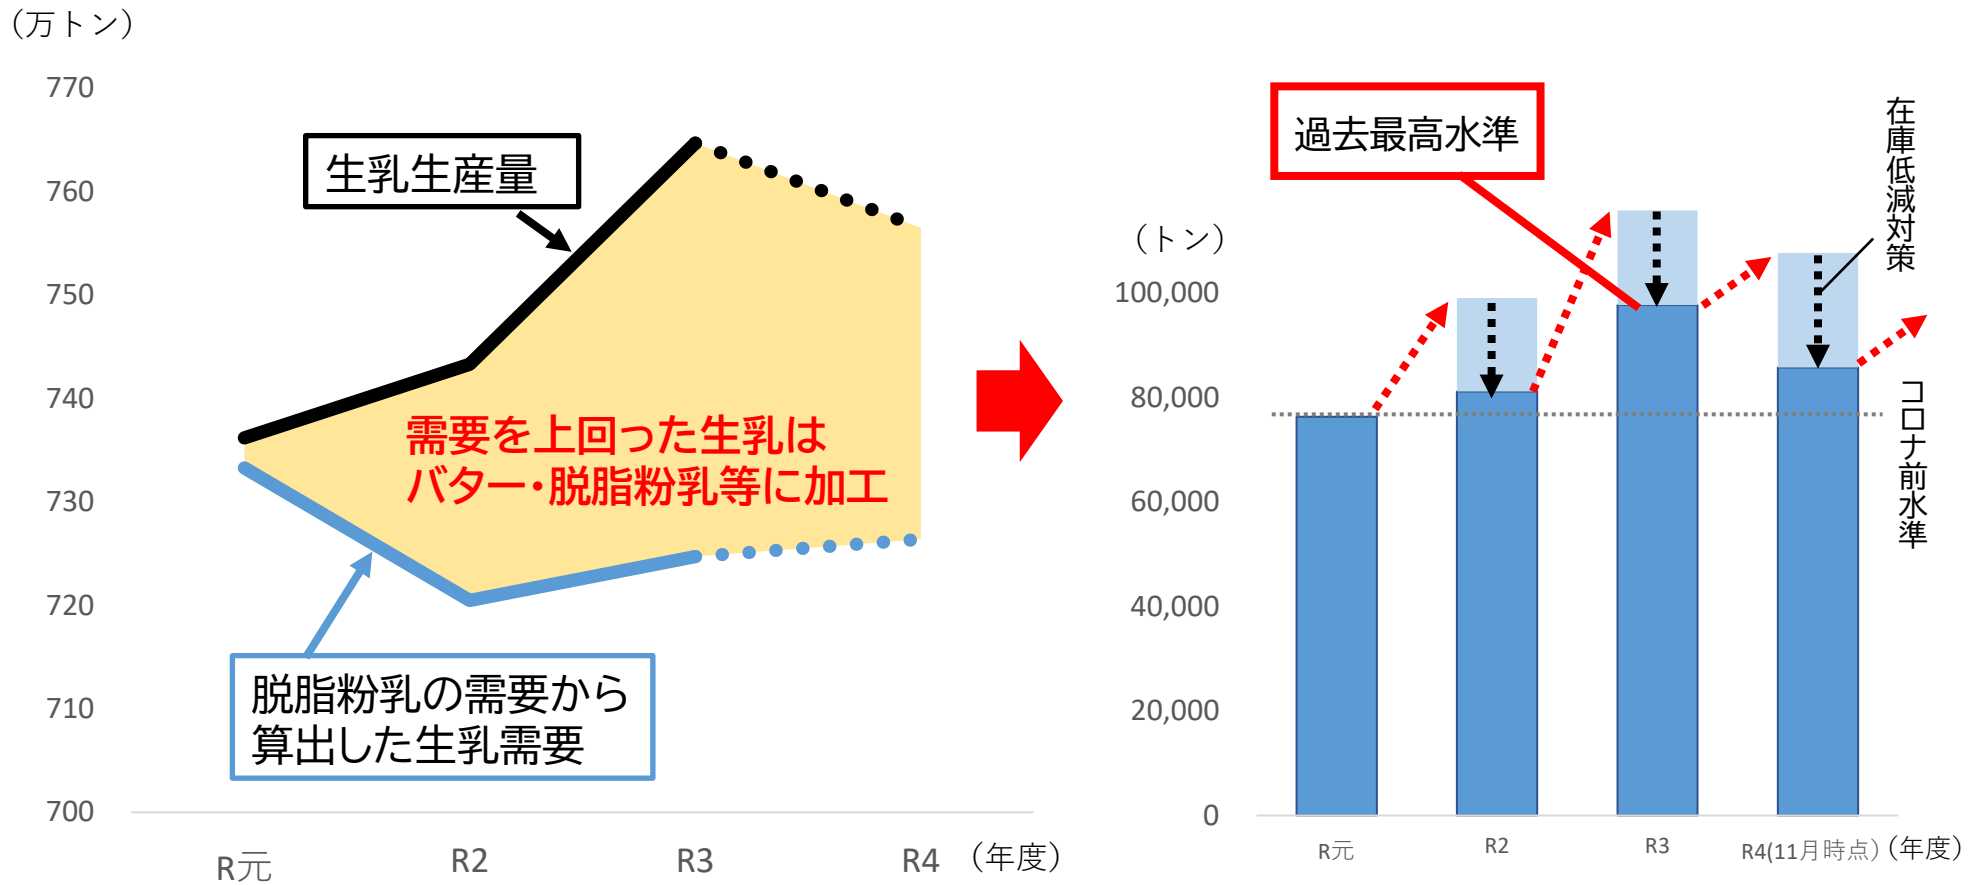 （万トン）
770
760
750
740
730
720
710
700
生乳生産量
需要を上回った生乳は
バター・脱脂粉乳等に加工
脱脂粉乳の需要から
算出した生乳需要
R元
R2
R3
R4
（年度）
過去最高水準
在庫低減対策
（トン）
100,000
80,000
60,000
40,000
20,000
0
コロナ前水準
R元
R2
R3
R4(11月時点)
（年度）